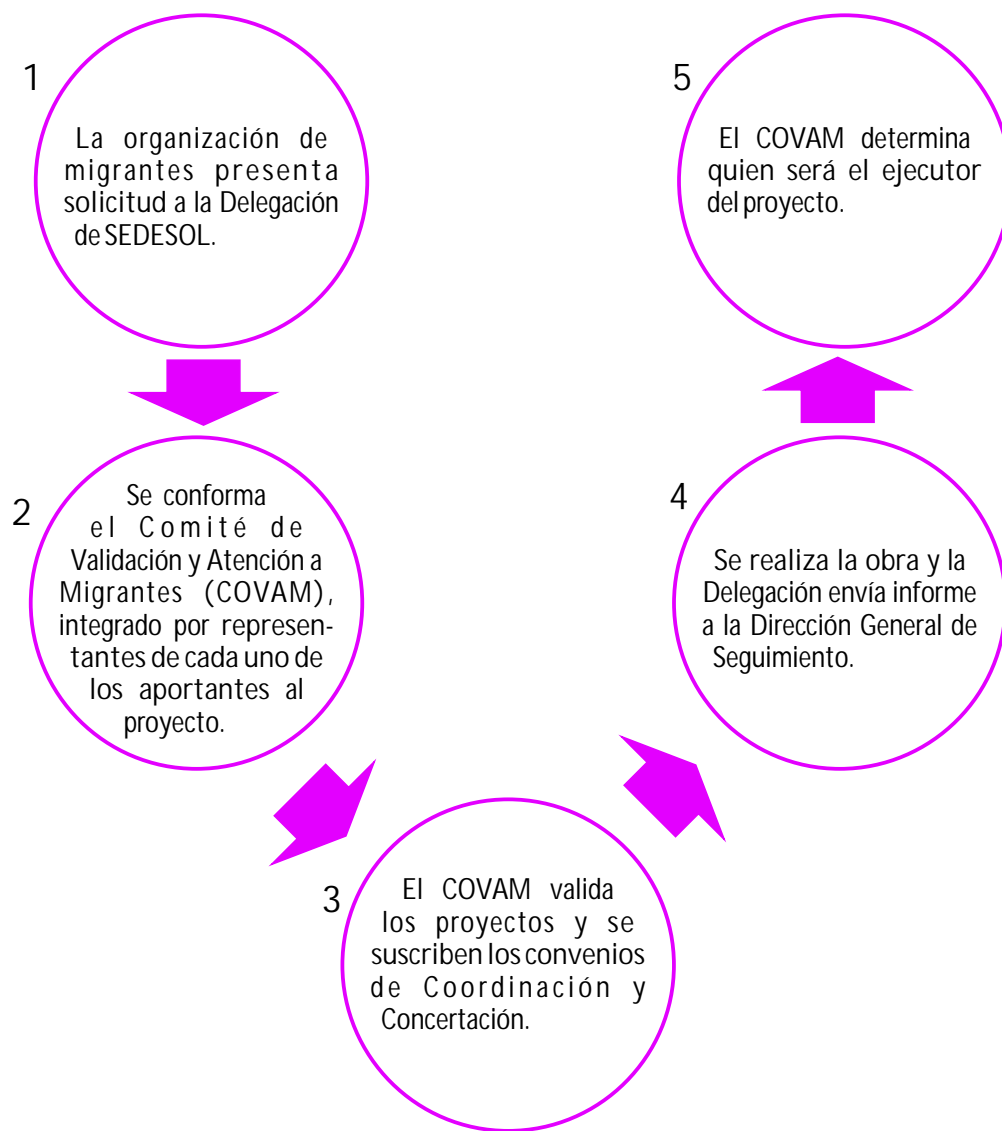 1
La organización de
migrantes presenta
solicitud a la Delegación
de SEDESOL.
2
Se conforma
el Comité de
Validación y Atención a
Migrantes (COVAM),
integrado por represen-
tantes de cada uno de
los aportantes al
proyecto.
3
El COVAM valida
los proyectos y se
suscriben los convenios
de Coordinación y
Concertación.
4
Se realiza la obra y la
Delegación envía informe
a la Dirección General de
Seguimiento.
5
El COVAM determina
quien será el ejecutor
del proyecto.